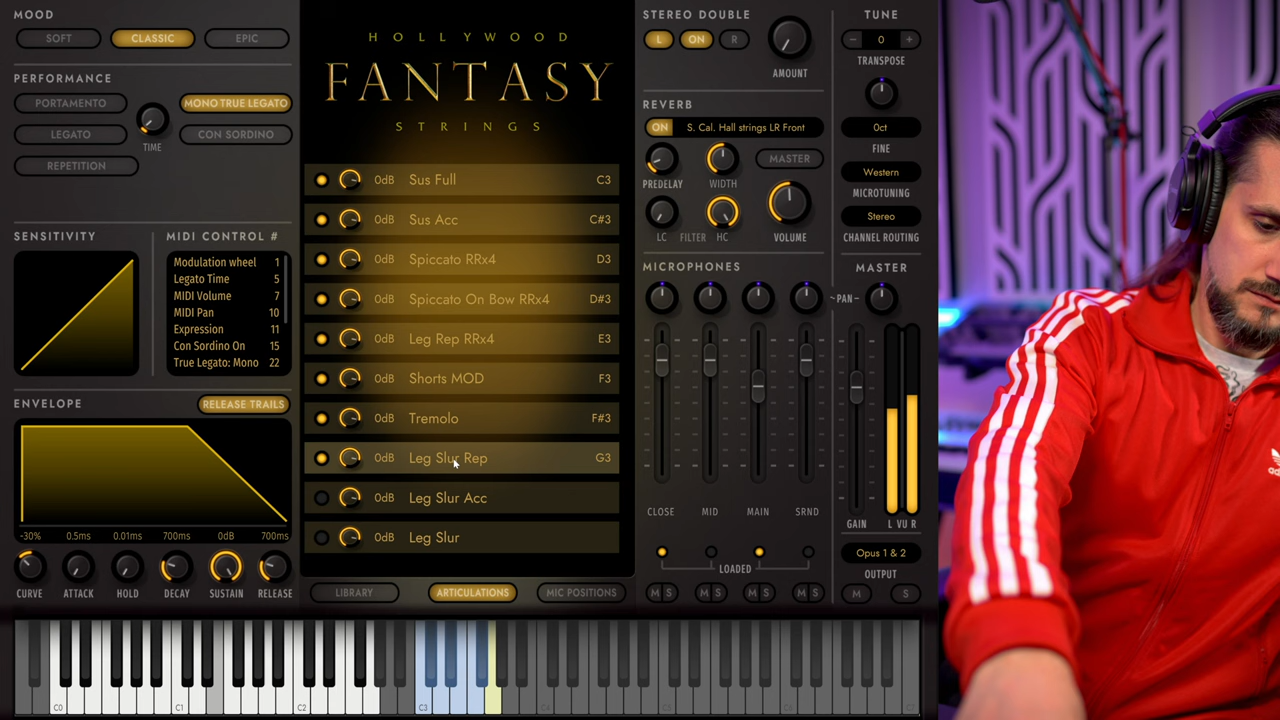 MOOD
SOFT CLASSIC EPIC
PERFORMANCE
PORTAMENTO MONO TRUE LEGATO
LEGATO CON SORDINO
TIME
REPETITION
SENSITIVITY
MIDI CONTROL #
Modulation wheel 1
Legato Time 5
MIDI Volume 7
MIDI Pan 10
Expression 11
Con Sordino On 15
True Legato: Mono 22
ENVELOPE RELEASE TRAILS
-30% 0.5ms 0.01ms 700ms 0dB 700ms
CURVE ATTACK HOLD DECAY SUSTAIN RELEASE
HOLLYWOOD
FANTASY
STRINGS
0dB Sus Full C3
0dB Sus Acc C#3
0dB Spiccato RRx4 D3
0dB Spiccato On Bow RRx4 D#3
0dB Leg Rep RRx4 E3
0dB Shorts MOD F3
0dB Tremolo F#3
0dB Leg Slur Rep G3
0dB Leg Slur Acc
0dB Leg Slur
LIBRARY ARTICULATIONS MIC POSITIONS
STEREO DOUBLE
L ON R
AMOUNT
REVERB
ON S. Cal. Hall strings LR Front
MASTER
PREDELAY WIDTH
LC FILTER HC VOLUME
MICROPHONES
-PAN-
CLOSE MID MAIN SRND
LOADED
M S M S M S M S
TUNE
- 0 +
TRANSPOSE
0ct
FINE
Western
MICROTUNING
Stereo
CHANNEL ROUTING
MASTER
GAIN L VU R
Opus 1 & 2
OUTPUT
M S
C0 C1 C2 C3